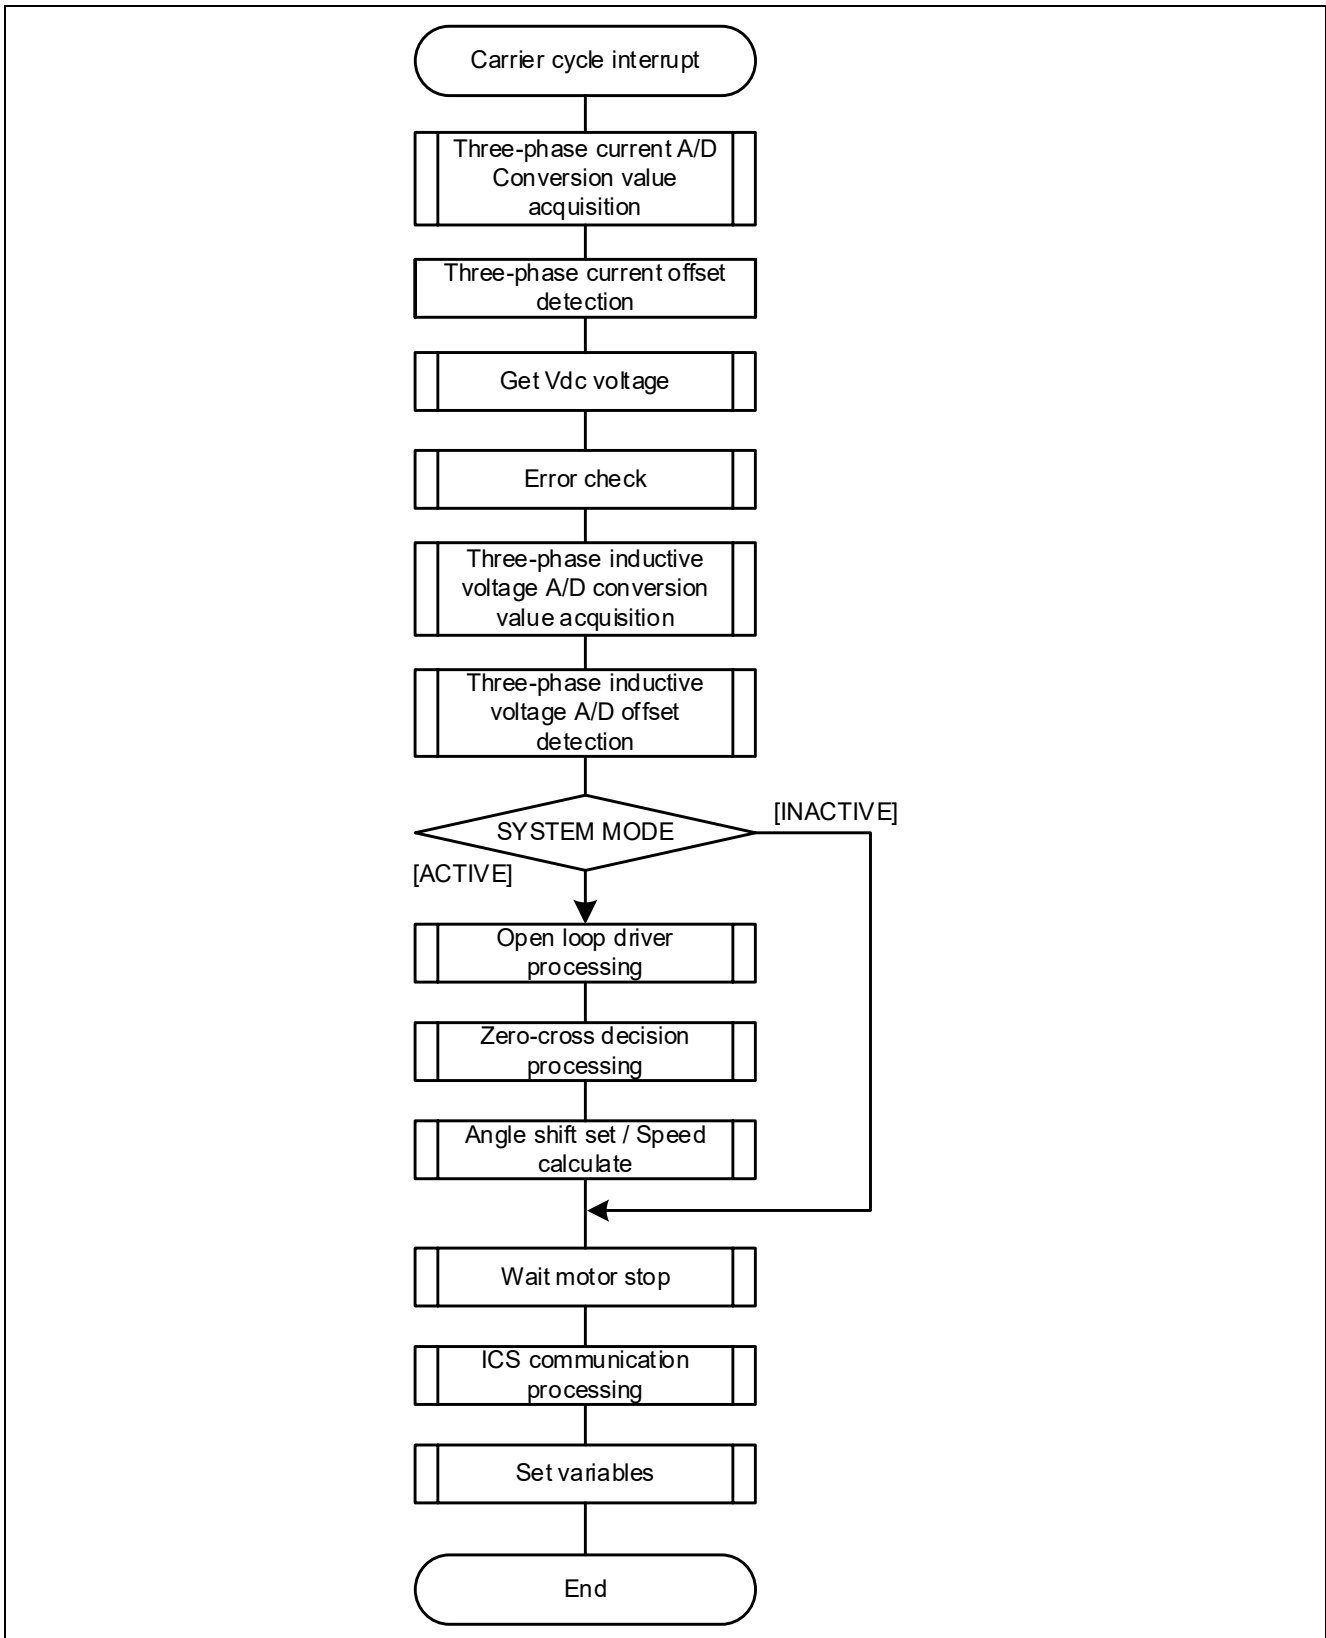 Carrier cycle interrupt
Three-phase current A/D
Conversion value
acquisition
Three-phase current offset
detection
Get Vdc voltage
Error check
Three-phase inductive
voltage A/D conversion
value acquisition
Three-phase inductive
voltage A/D offset
detection
[INACTIVE]
SYSTEM MODE
[ACTIVE]
Open loop driver
processing
Zero-cross decision
processing
Angle shift set / Speed
calculate
Wait motor stop
ICS communication
processing
Set variables
End